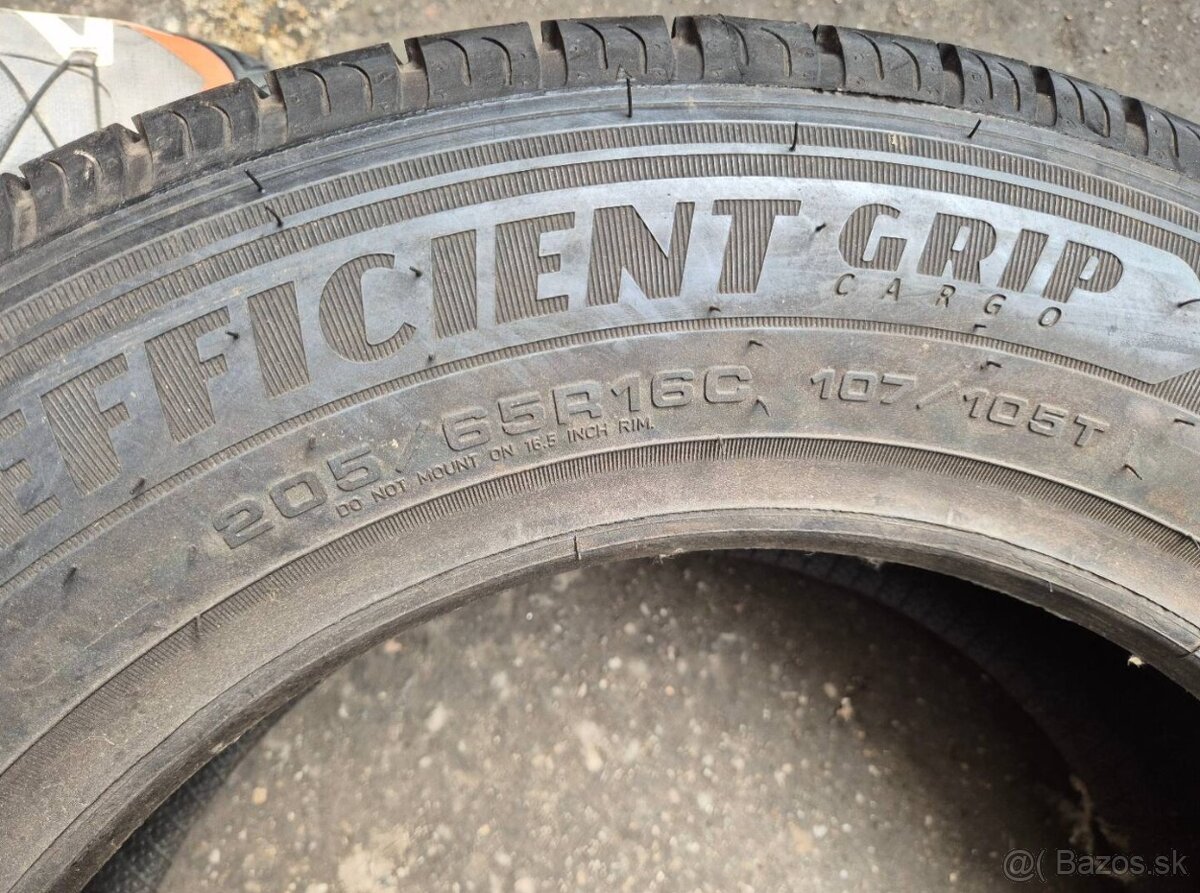 EFFICIENT GRIP
CARGO
205/65R16C 107/105T
DO NOT MOUNT ON 16.5 INCH RIM.
@( Bazos.sk